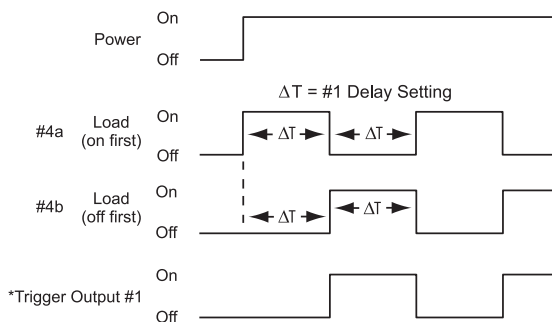 On
Power
Off
ΔT = #1 Delay Setting
On
#4a Load
(on first)
ΔT ΔT
Off
On
#4b Load
(off first)
ΔT ΔT
Off
On
*Trigger Output #1
Off